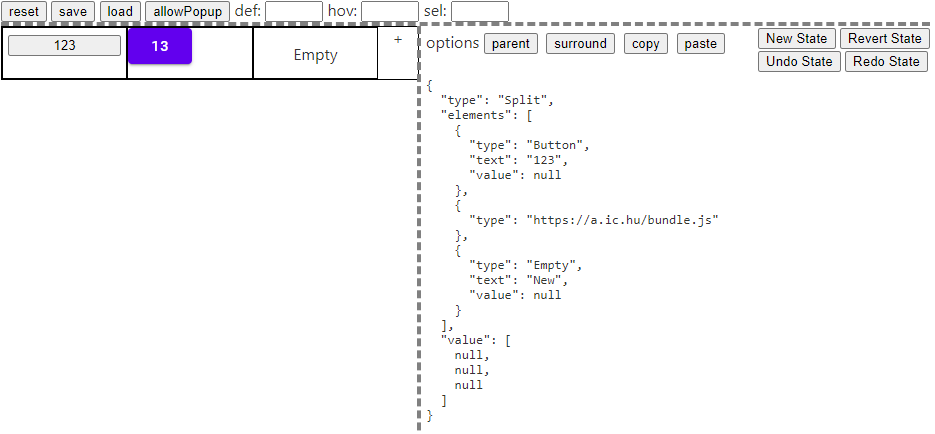 reset save load allowPopup def: hov: sel:
123 13 Empty +
options parent surround copy paste
New State Revert State
Undo State Redo State
{
  "type": "Split",
  "elements": [
    {
      "type": "Button",
      "text": "123",
      "value": null
    },
    {
      "type": "https://a.ic.hu/bundle.js"
    },
    {
      "type": "Empty",
      "text": "New",
      "value": null
    }
  ],
  "value": [
    null,
    null,
    null
  ]
}